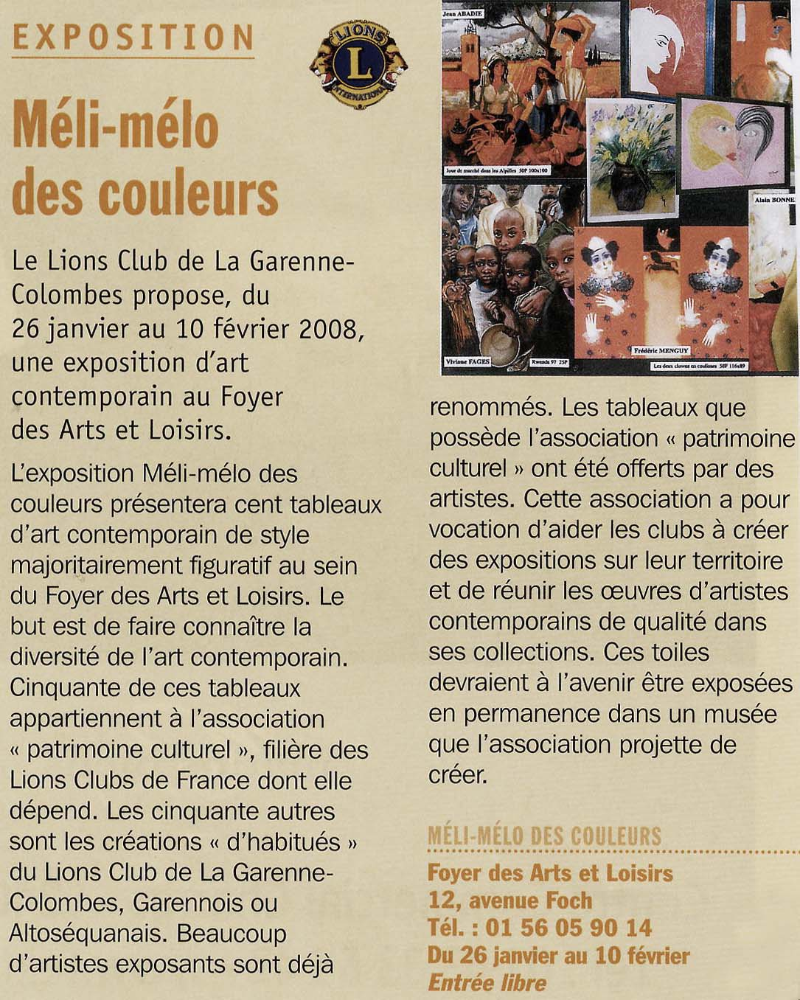 EXPOSITION
LIONS
L
INTERNATIONAL
Méli-mélo
des couleurs
Le Lions Club de La Garenne-
Colombes propose, du
26 janvier au 10 février 2008,
une exposition d'art
contemporain au Foyer
des Arts et Loisirs.
L'exposition Méli-mélo des
couleurs présentera cent tableaux
d'art contemporain de style
majoritairement figuratif au sein
du Foyer des Arts et Loisirs. Le
but est de faire connaître la
diversité de l'art contemporain.
Cinquante de ces tableaux
appartiennent à l'association
« patrimoine culturel », filière des
Lions Clubs de France dont elle
dépend. Les cinquante autres
sont les créations « d'habitués »
du Lions Club de La Garenne-
Colombes, Garennois ou
Altoséquanais. Beaucoup
d'artistes exposants sont déjà
Jean ABADIE
Jour de marché dans les Alpilles 50P 100x100
Alain BONNE
Viviane FAGES
Rwanda 97 25P
Frédéric MENGUY
Les deux clowns en coulisses 50F 116x89
renommés. Les tableaux que
possède l'association « patrimoine
culturel » ont été offerts par des
artistes. Cette association a pour
vocation d'aider les clubs à créer
des expositions sur leur territoire
et de réunir les œuvres d'artistes
contemporains de qualité dans
ses collections. Ces toiles
devraient à l'avenir être exposées
en permanence dans un musée
que l'association projette de
créer.
MÉLI-MÉLO DES COULEURS
Foyer des Arts et Loisirs
12, avenue Foch
Tél. : 01 56 05 90 14
Du 26 janvier au 10 février
Entrée libre